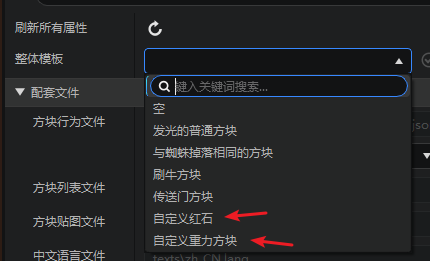 刷新所有属性
整体模板
键入关键词搜索...
配套文件
空
方块行为文件
发光的普通方块
与蜘蛛掉落相同的方块
刷牛方块
方块列表文件
传送门方块
自定义红石
方块贴图文件
自定义重力方块
中文语言文件
texts\zh_CN.lang